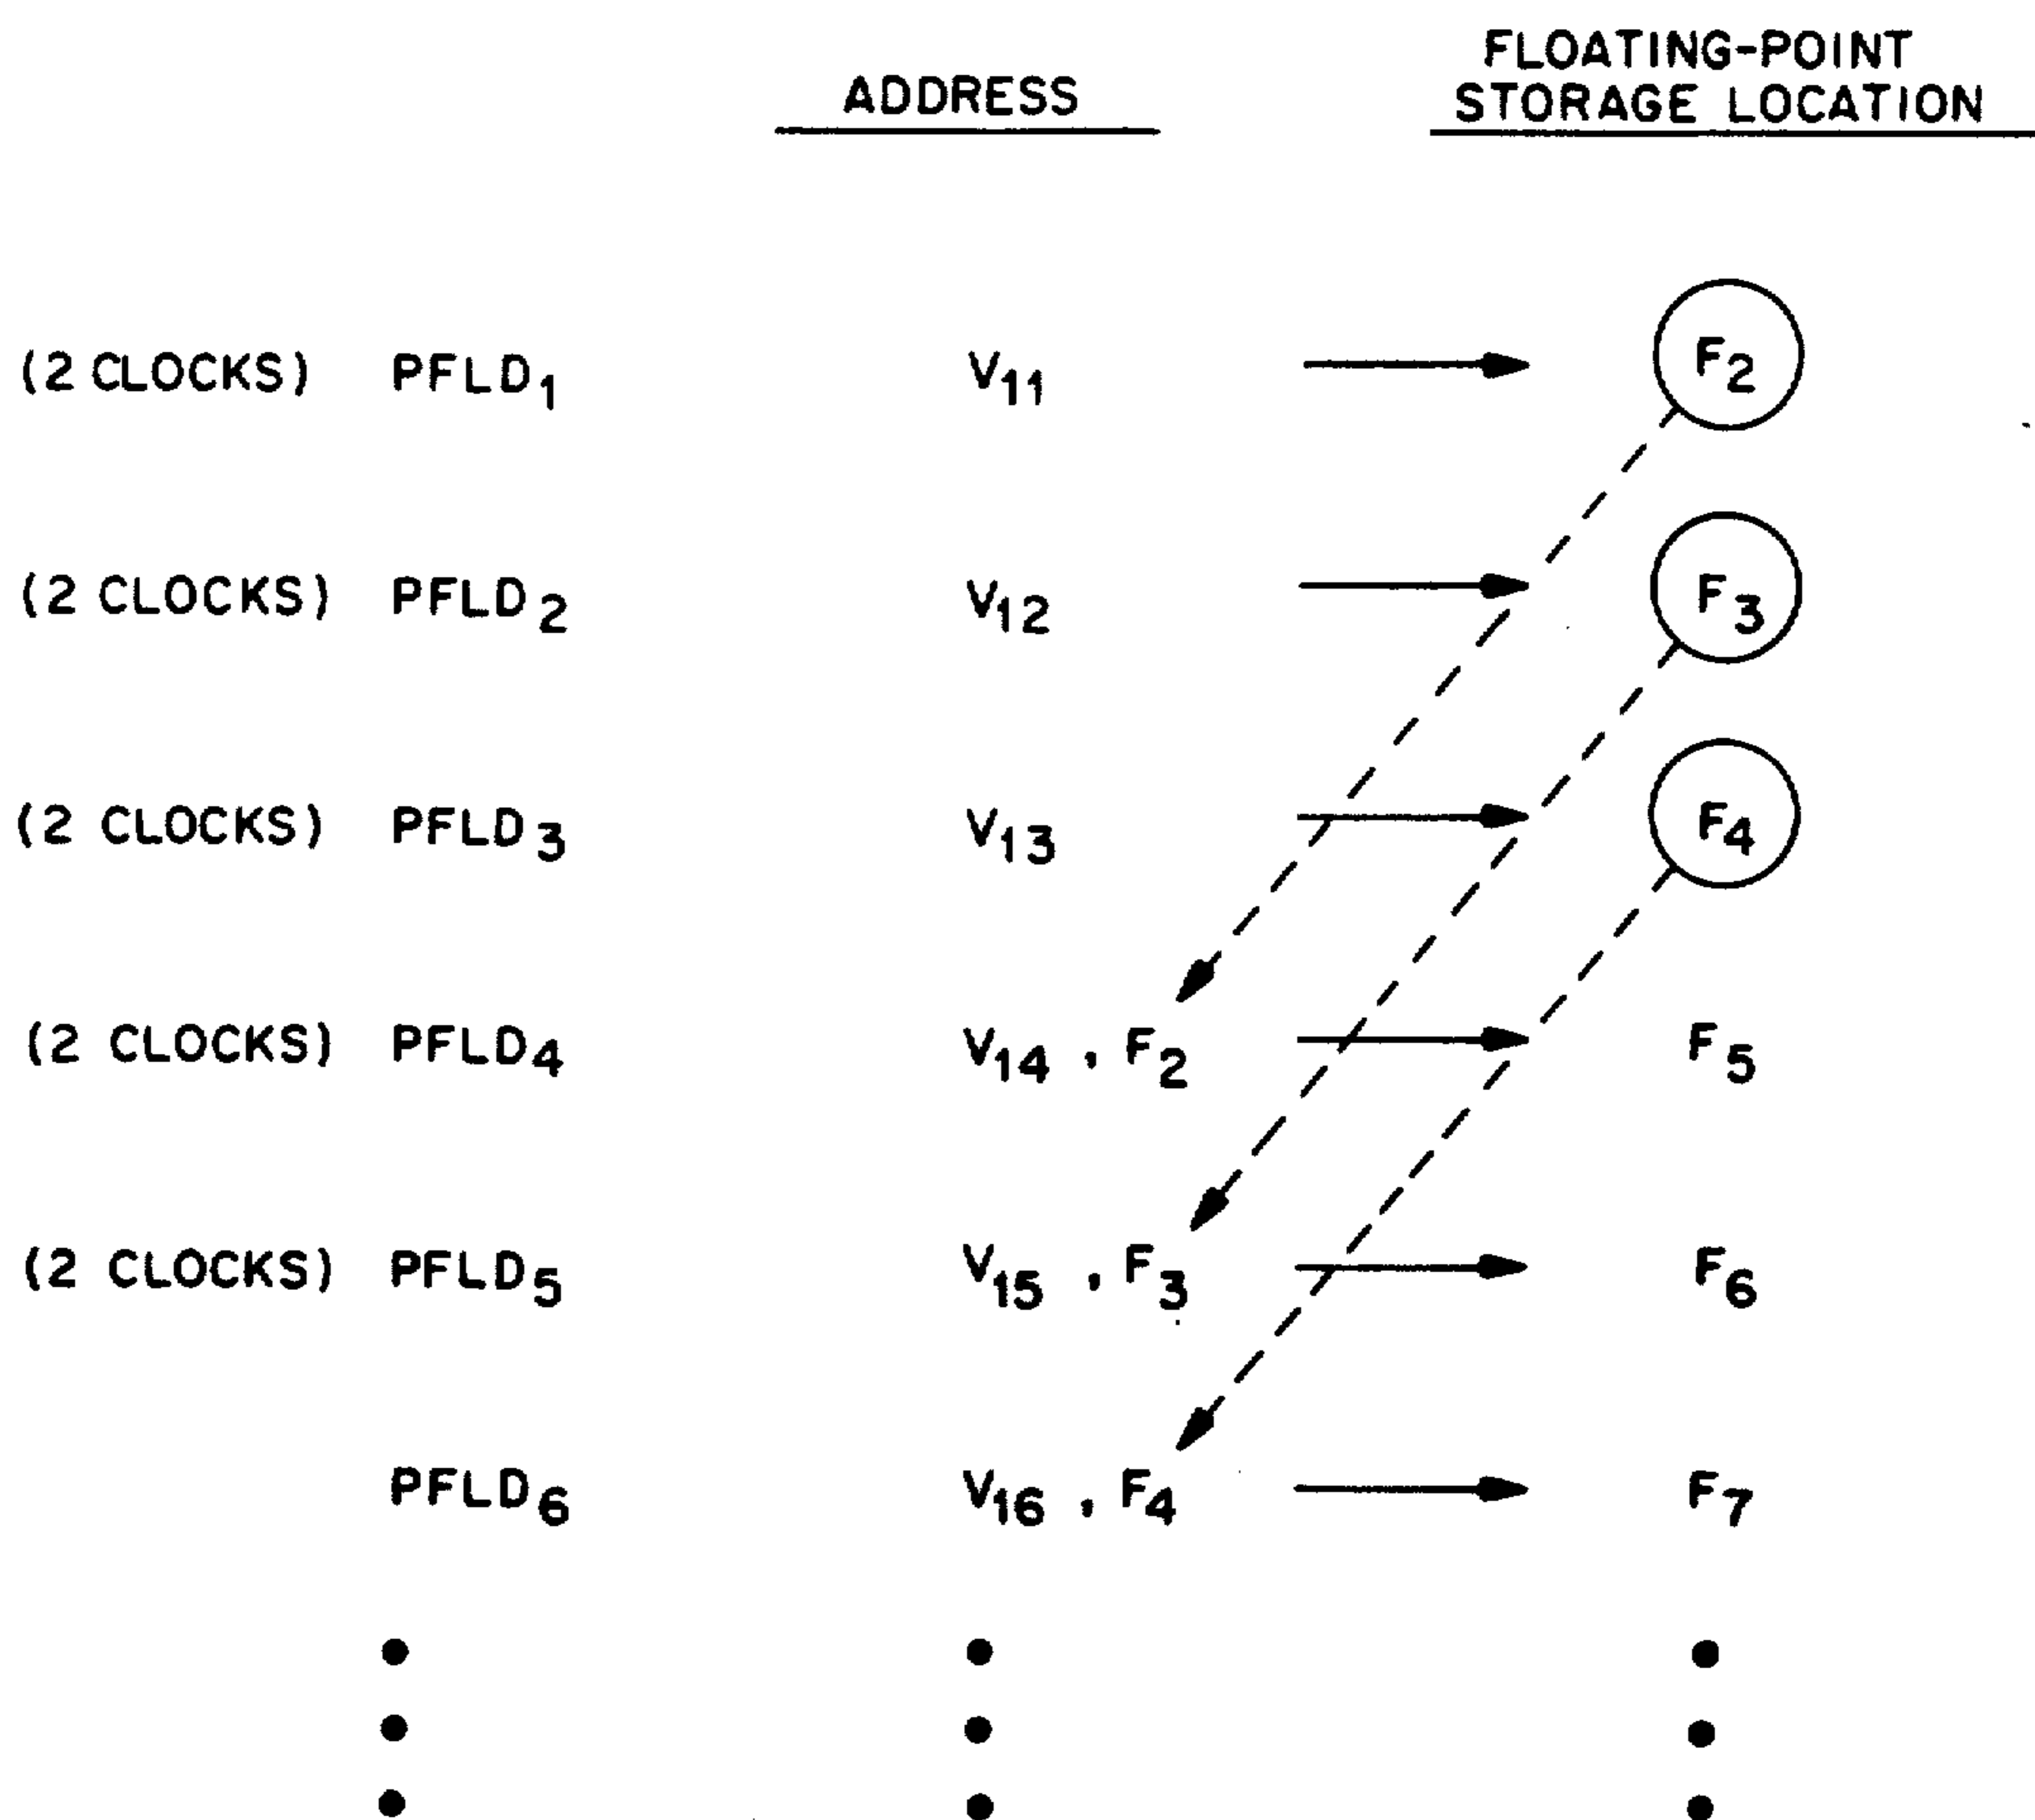 ADDRESS
FLOATING-POINT
STORAGE LOCATION
(2 CLOCKS) PFLD₁ V₁₁ F₂
(2 CLOCKS) PFLD₂ V₁₂ F₃
(2 CLOCKS) PFLD₃ V₁₃ F₄
(2 CLOCKS) PFLD₄ V₁₄ , F₂ F₅
(2 CLOCKS) PFLD₅ V₁₅ , F₃ F₆
PFLD₆ V₁₆ , F₄ F₇